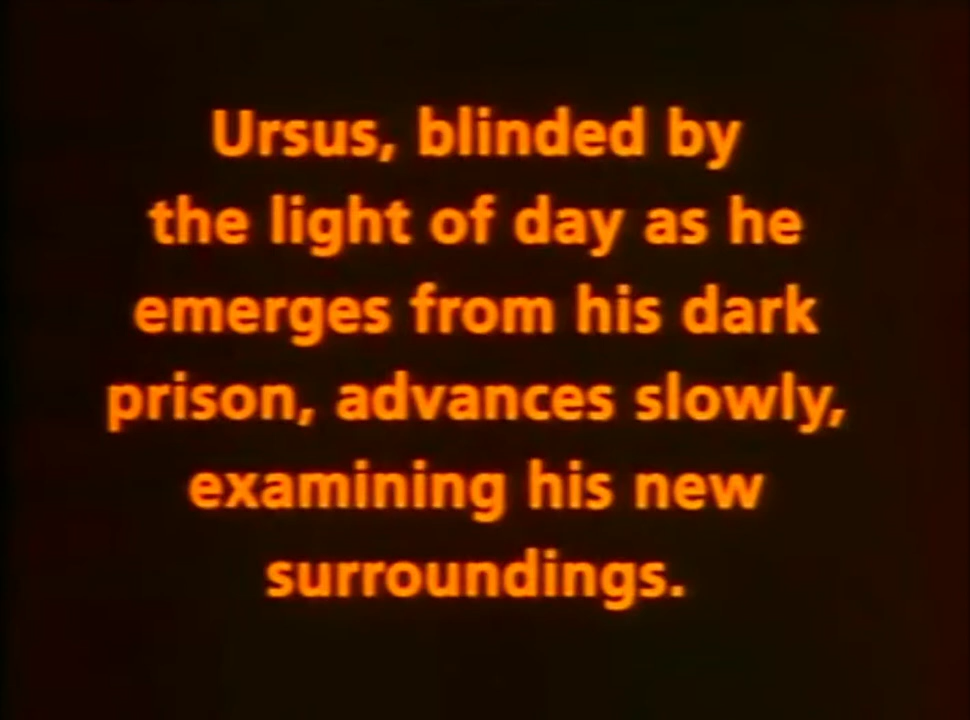 Ursus, blinded by
the light of day as he
emerges from his dark
prison, advances slowly,
examining his new
surroundings.